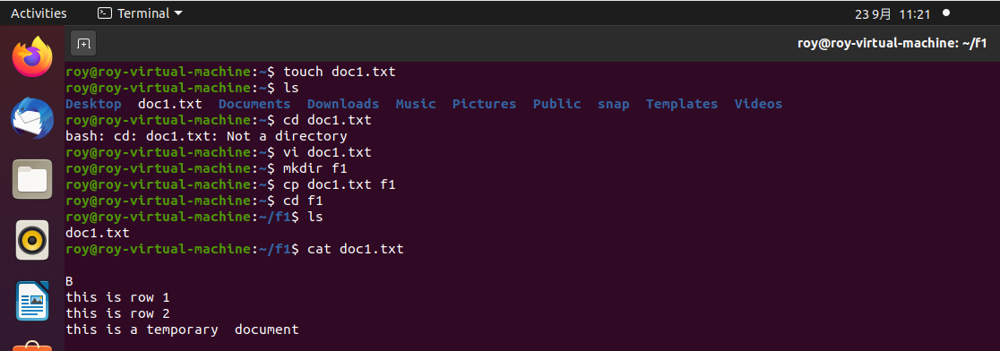 Activities Terminal 23 9月 11:21
roy@roy-virtual-machine: ~/f1
roy@roy-virtual-machine:~$ touch doc1.txt
roy@roy-virtual-machine:~$ ls
Desktop doc1.txt Documents Downloads Music Pictures Public snap Templates Videos
roy@roy-virtual-machine:~$ cd doc1.txt
bash: cd: doc1.txt: Not a directory
roy@roy-virtual-machine:~$ vi doc1.txt
roy@roy-virtual-machine:~$ mkdir f1
roy@roy-virtual-machine:~$ cp doc1.txt f1
roy@roy-virtual-machine:~$ cd f1
roy@roy-virtual-machine:~/f1$ ls
doc1.txt
roy@roy-virtual-machine:~/f1$ cat doc1.txt
B
this is row 1
this is row 2
this is a temporary  document